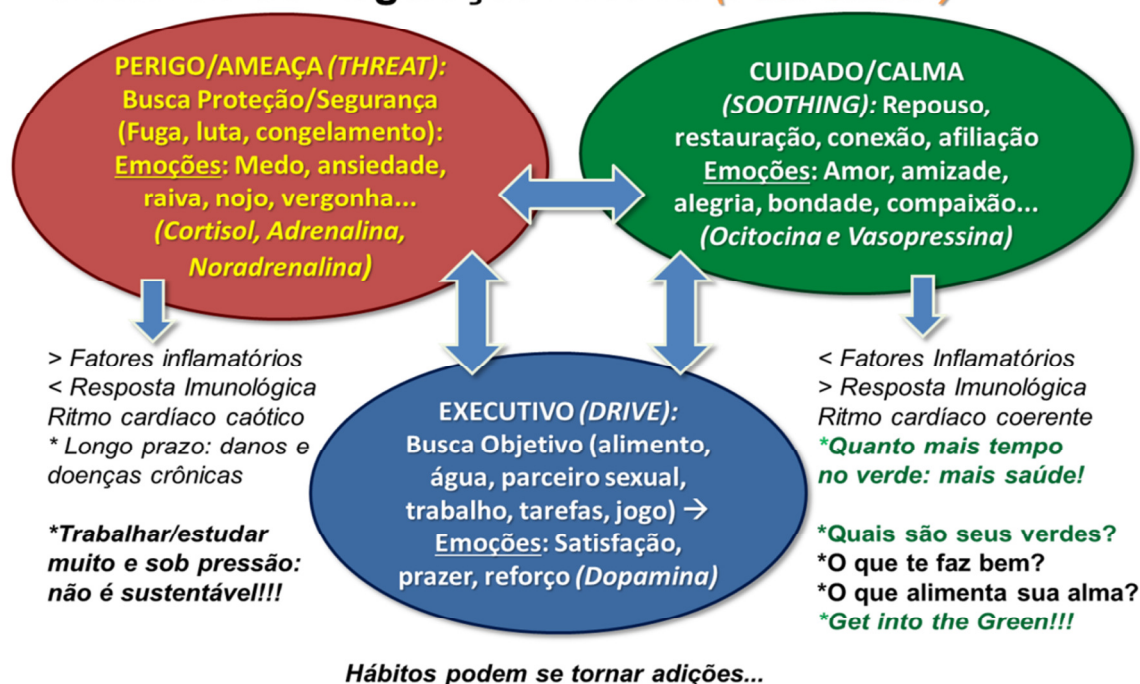 PERIGO/AMEAÇA (THREAT):
Busca Proteção/Segurança
(Fuga, luta, congelamento):
Emoções: Medo, ansiedade,
raiva, nojo, vergonha...
(Cortisol, Adrenalina,
Noradrenalina)
CUIDADO/CALMA
(SOOTHING): Repouso,
restauração, conexão, afiliação
Emoções: Amor, amizade,
alegria, bondade, compaixão...
(Ocitocina e Vasopressina)
> Fatores inflamatórios
< Resposta Imunológica
Ritmo cardíaco caótico
* Longo prazo: danos e
doenças crônicas
*Trabalhar/estudar
muito e sob pressão:
não é sustentável!!!
EXECUTIVO (DRIVE):
Busca Objetivo (alimento,
água, parceiro sexual,
trabalho, tarefas, jogo) →
Emoções: Satisfação,
prazer, reforço (Dopamina)
< Fatores Inflamatórios
> Resposta Imunológica
Ritmo cardíaco coerente
*Quanto mais tempo
no verde: mais saúde!
*Quais são seus verdes?
*O que te faz bem?
*O que alimenta sua alma?
*Get into the Green!!!
Hábitos podem se tornar adições...